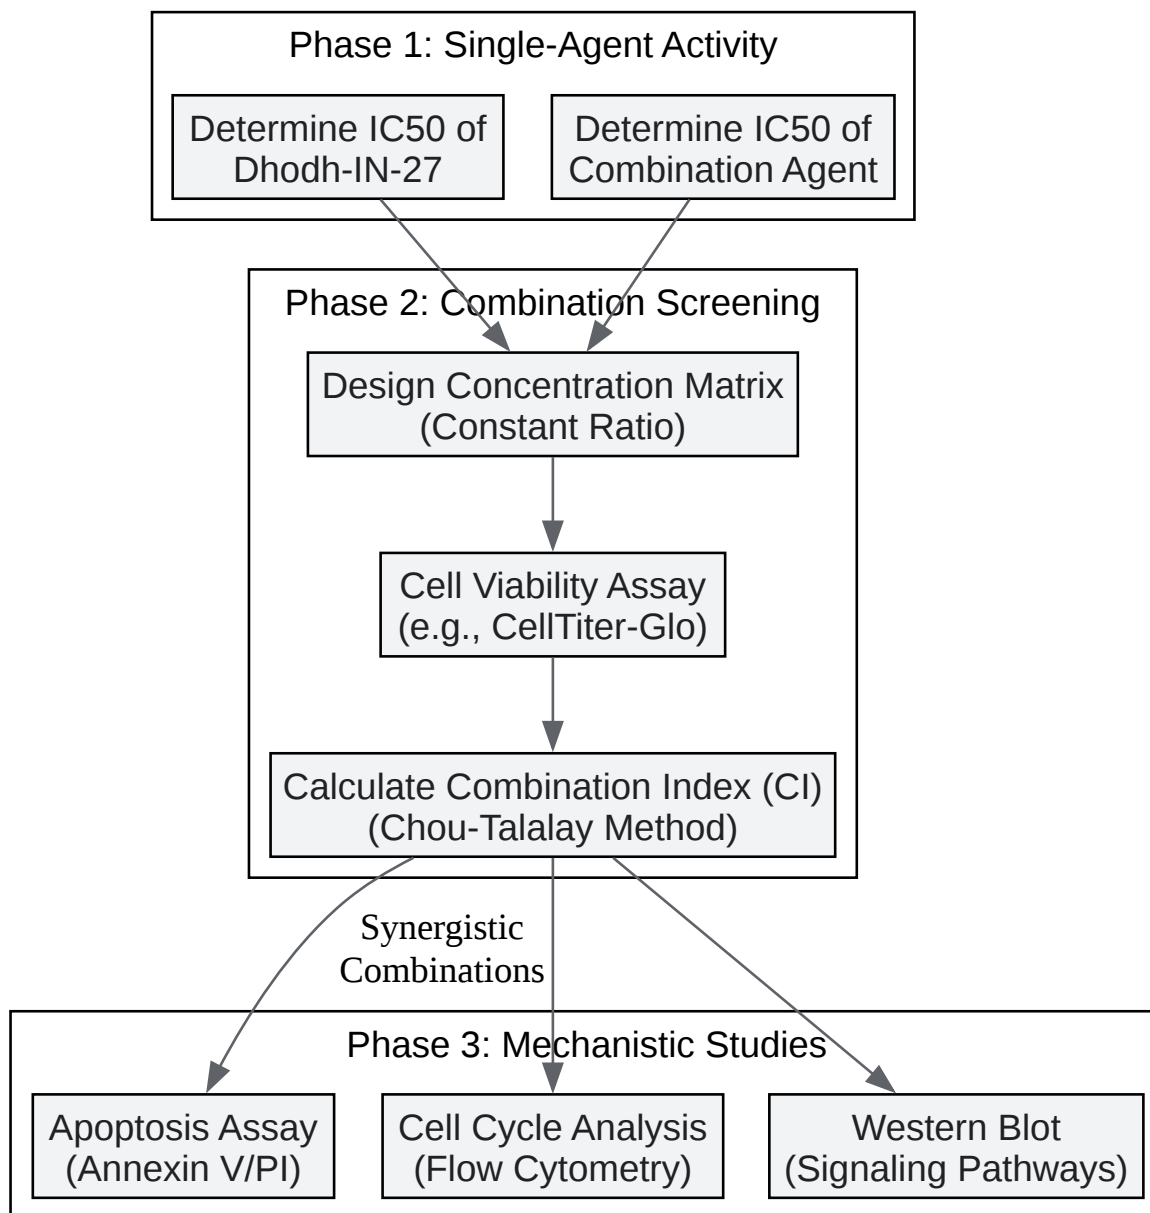 Phase 1: Single-Agent Activity
Determine IC50 of
Dhodh-IN-27
Determine IC50 of
Combination Agent
Phase 2: Combination Screening
Design Concentration Matrix
(Constant Ratio)
Cell Viability Assay
(e.g., CellTiter-Glo)
Calculate Combination Index (CI)
(Chou-Talalay Method)
Synergistic
Combinations
Phase 3: Mechanistic Studies
Apoptosis Assay
(Annexin V/PI)
Cell Cycle Analysis
(Flow Cytometry)
Western Blot
(Signaling Pathways)